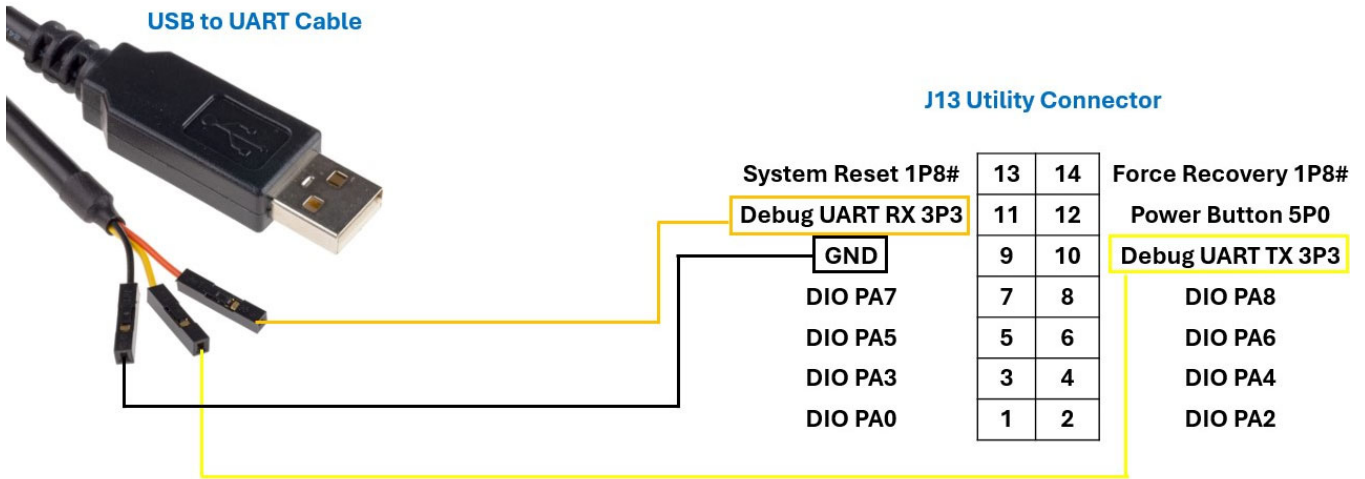 USB to UART Cable
J13 Utility Connector
System Reset 1P8# 13 14 Force Recovery 1P8#
Debug UART RX 3P3 11 12 Power Button 5P0
GND 9 10 Debug UART TX 3P3
DIO PA7 7 8 DIO PA8
DIO PA5 5 6 DIO PA6
DIO PA3 3 4 DIO PA4
DIO PA0 1 2 DIO PA2